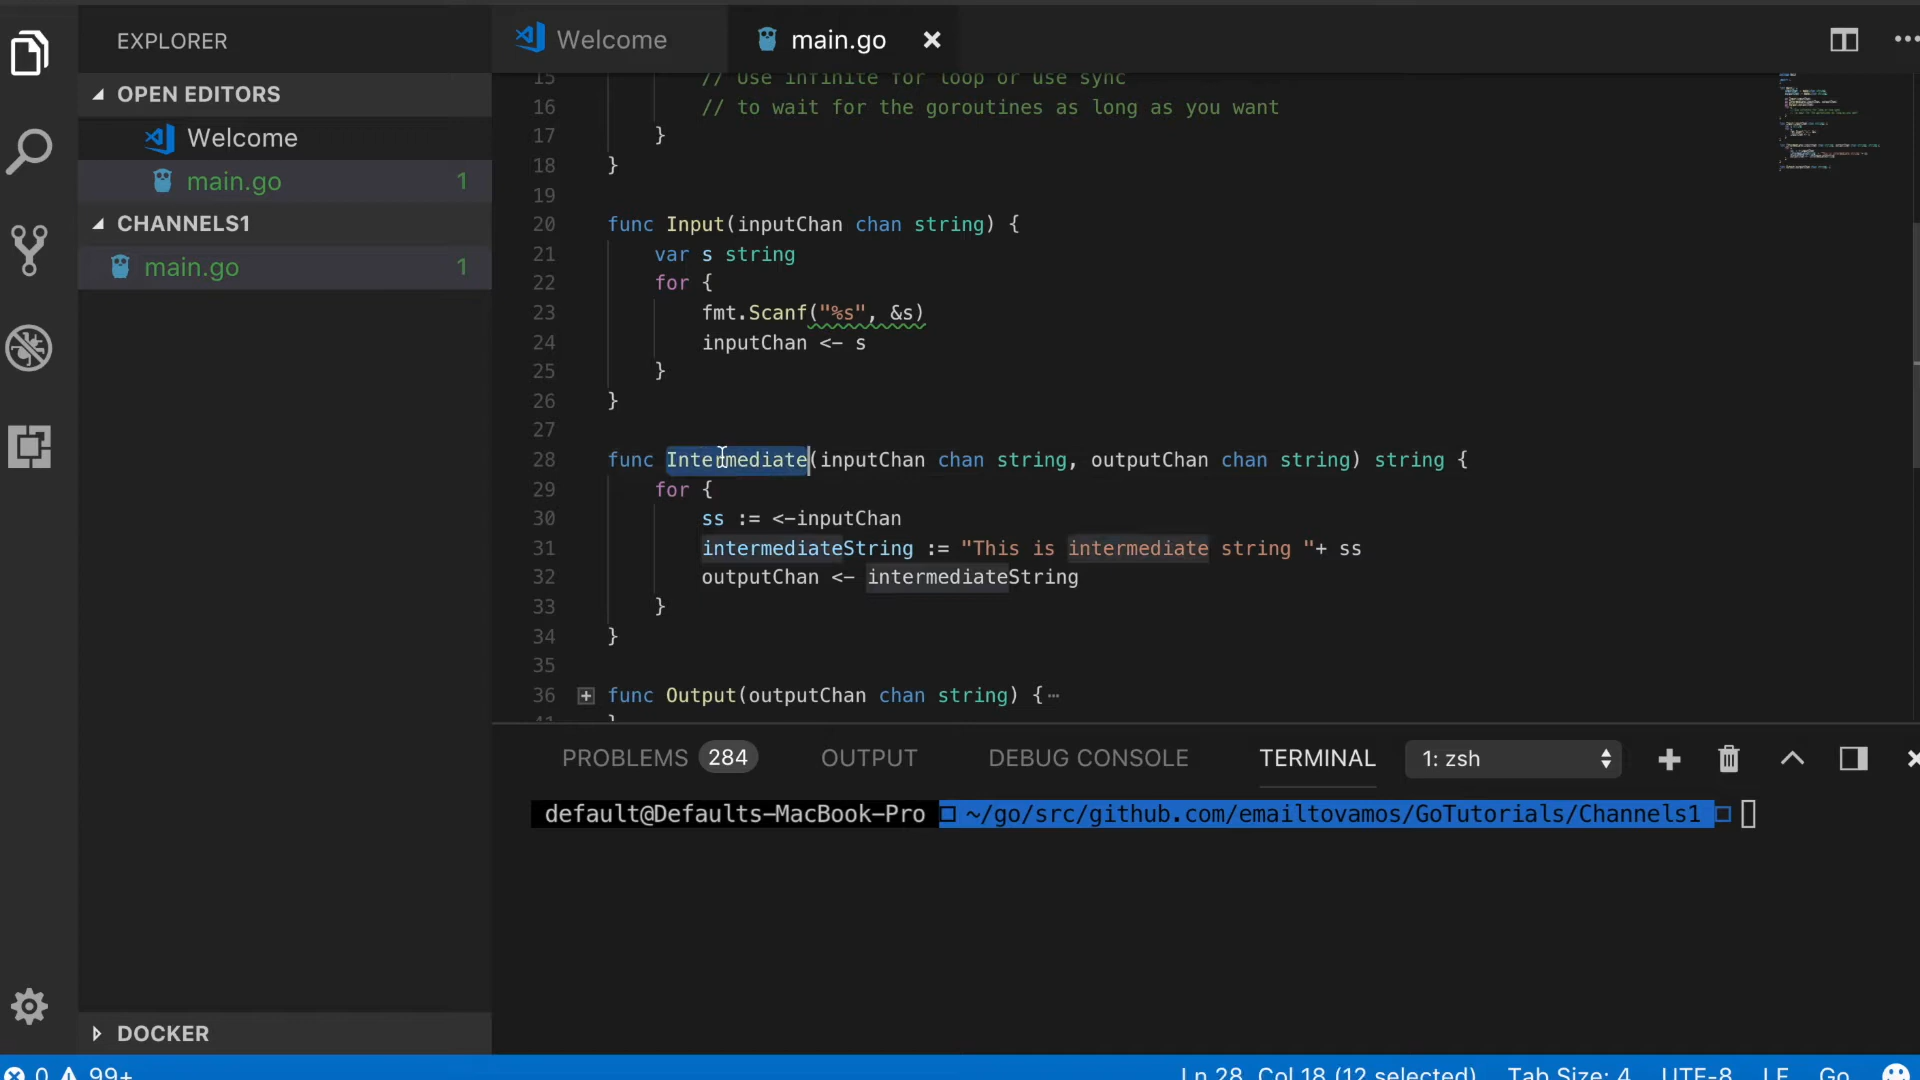 EXPLORER
Welcome
main.go
OPEN EDITORS
Welcome
main.go 1
CHANNELS1
main.go 1
DOCKER
15 // Use infinite for loop or use sync
16 // to wait for the goroutines as long as you want
17 }
18 }
19
20 func Input(inputChan chan string) {
21 var s string
22 for {
23 fmt.Scanf("%s", &s)
24 inputChan <- s
25 }
26 }
27
28 func Intermediate(inputChan chan string, outputChan chan string) string {
29 for {
30 ss := <-inputChan
31 intermediateString := "This is intermediate string "+ ss
32 outputChan <- intermediateString
33 }
34 }
35
36 func Output(outputChan chan string) {
41 }
PROBLEMS 284 OUTPUT DEBUG CONSOLE TERMINAL 1: zsh
default@Defaults-MacBook-Pro ~/go/src/github.com/emailtovamos/GoTutorials/Channels1
0 99+ Ln 28, Col 18 (12 selected) Tab Size: 4 UTF-8 LF Go